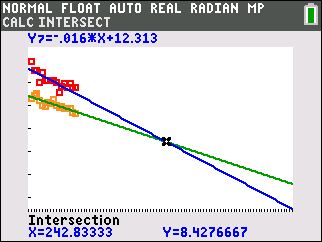 NORMAL FLOAT AUTO REAL RADIAN MP
CALC INTERSECT
Y7=-.016*X+12.313
Intersection
X=242.83333 Y=8.4276667